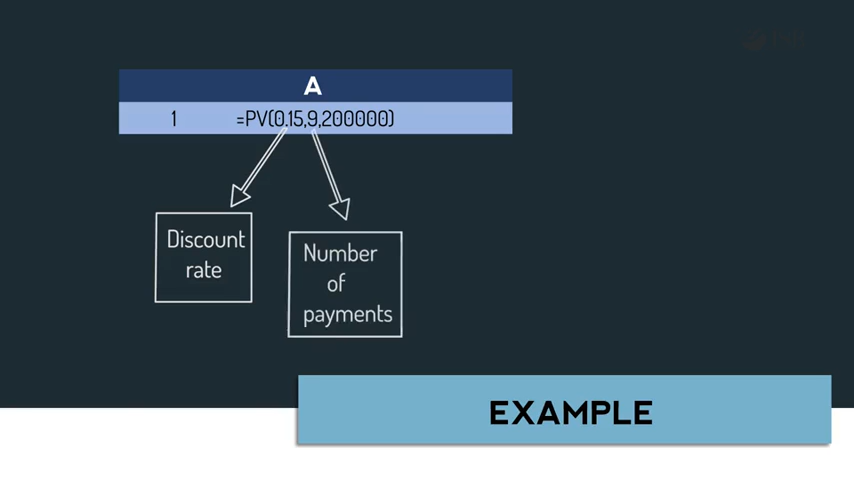 A
1 =PV(0.15,9,200000)
Discount
rate
Number
of
payments
EXAMPLE